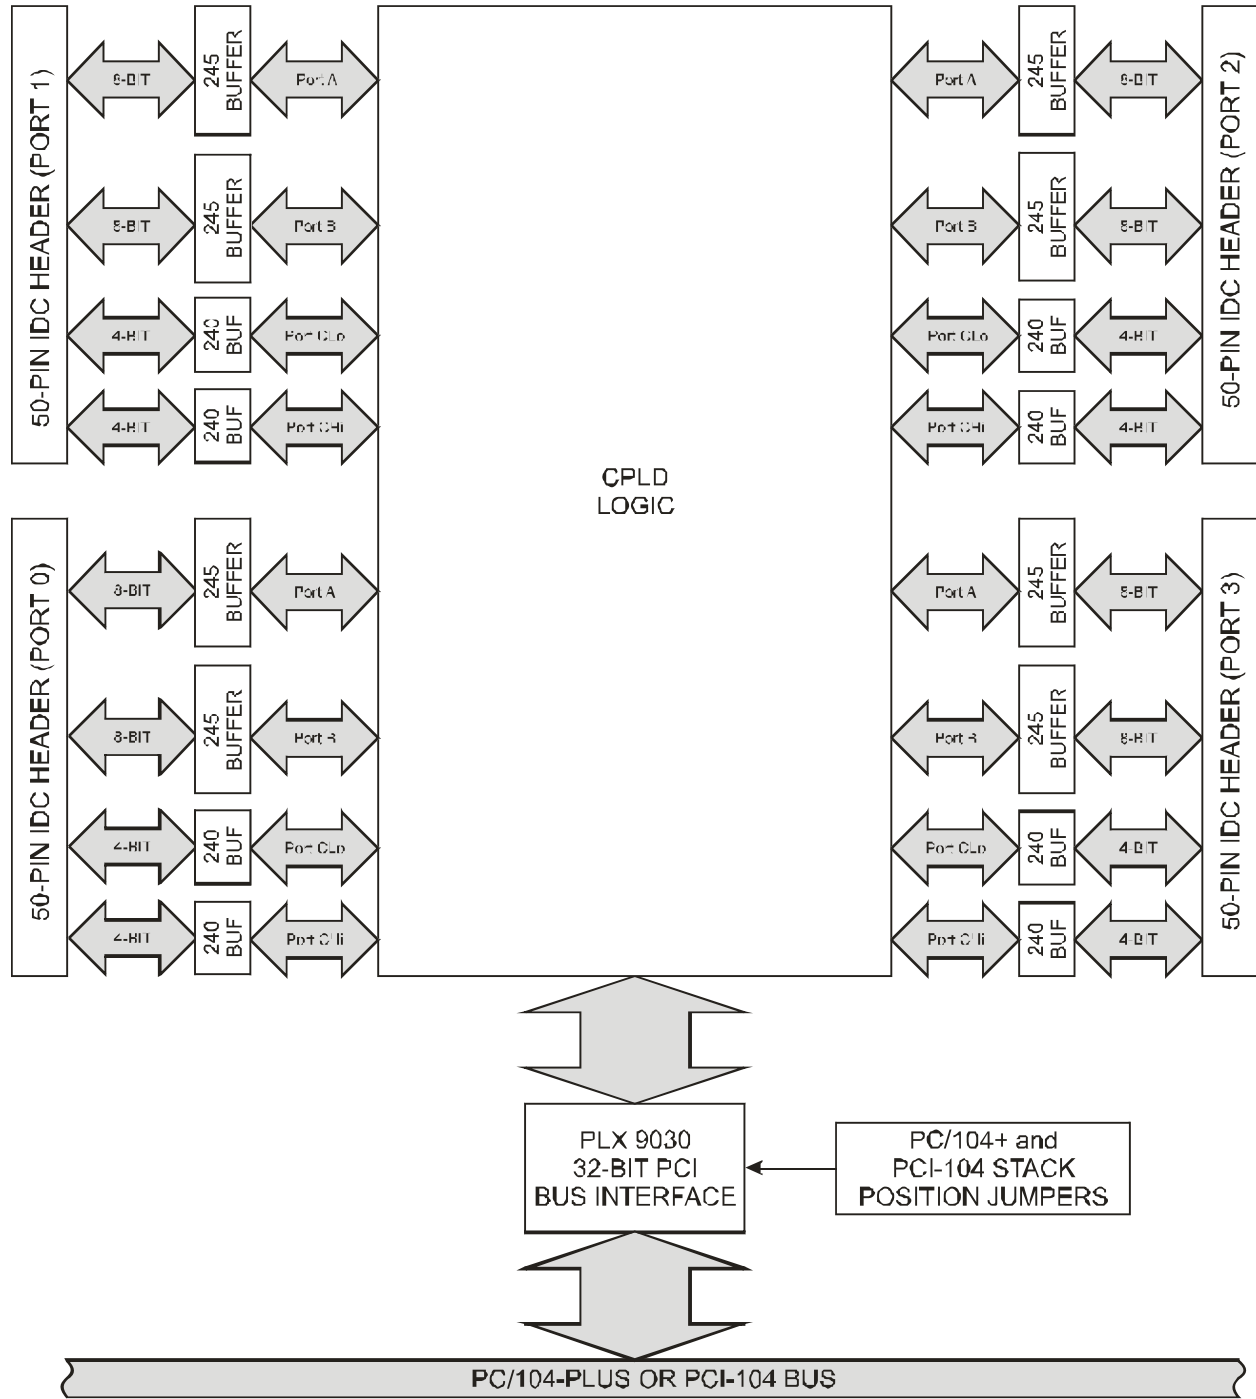 50-PIN IDC HEADER (PORT 1)
8-BIT
245
BUFFER
Port A
8-BIT
245
BUFFER
Port B
4-BIT
240
BUF
Port CLo
4-BIT
240
BUF
Port CHi
50-PIN IDC HEADER (PORT 0)
8-BIT
245
BUFFER
Port A
8-BIT
245
BUFFER
Port B
4-BIT
240
BUF
Port CLo
4-BIT
240
BUF
Port CHi
CPLD
LOGIC
Port A
245
BUFFER
8-BIT
Port B
245
BUFFER
8-BIT
Port CLo
240
BUF
4-BIT
Port CHi
240
BUF
4-BIT
50-PIN IDC HEADER (PORT 2)
Port A
245
BUFFER
8-BIT
Port B
245
BUFFER
8-BIT
Port CLo
240
BUF
4-BIT
Port CHi
240
BUF
4-BIT
50-PIN IDC HEADER (PORT 3)
PLX 9030
32-BIT PCI
BUS INTERFACE
PC/104+ and
PCI-104 STACK
POSITION JUMPERS
PC/104-PLUS OR PCI-104 BUS